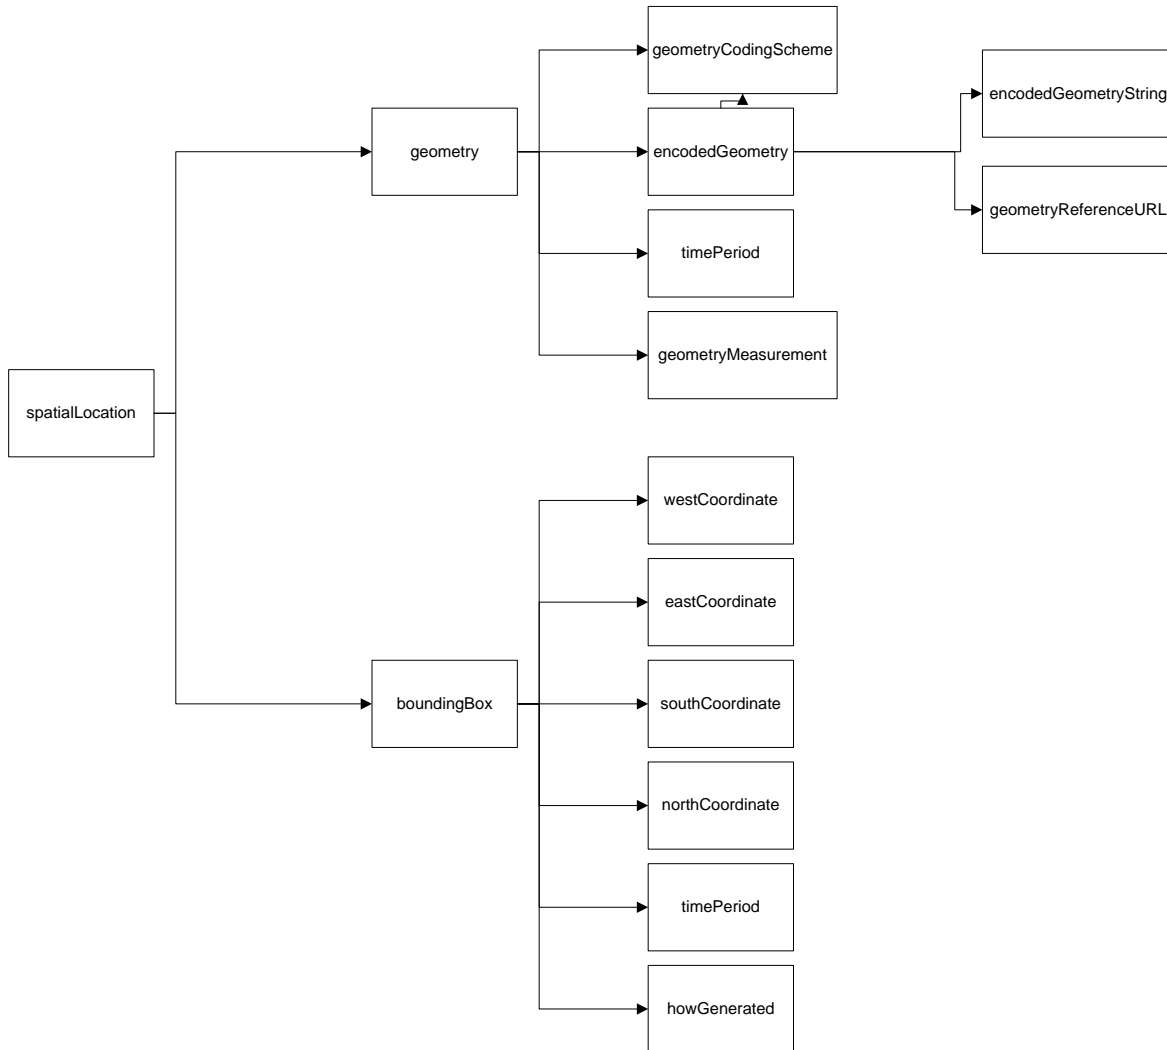 geometryCodingScheme
encodedGeometryString
geometry
encodedGeometry
geometryReferenceURL
timePeriod
geometryMeasurement
spatialLocation
westCoordinate
eastCoordinate
boundingBox
southCoordinate
northCoordinate
timePeriod
howGenerated